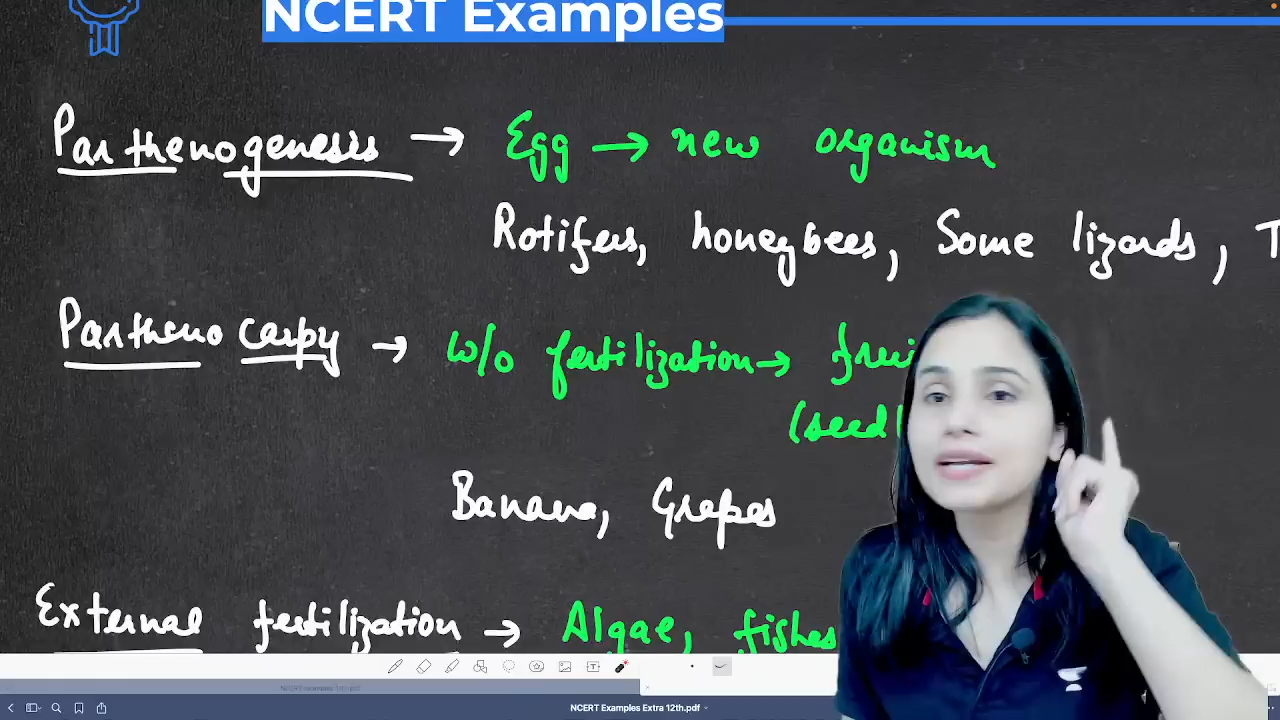 NCERT Examples
Parthenogenesis → Egg → new organism
Rotifers, honeybees, Some lizards,
Parthenocarpy → w/o fertilization →
Banana, Grapes
External fertilization → Algae, fishes
NCERT Examples Extra 12th.pdf